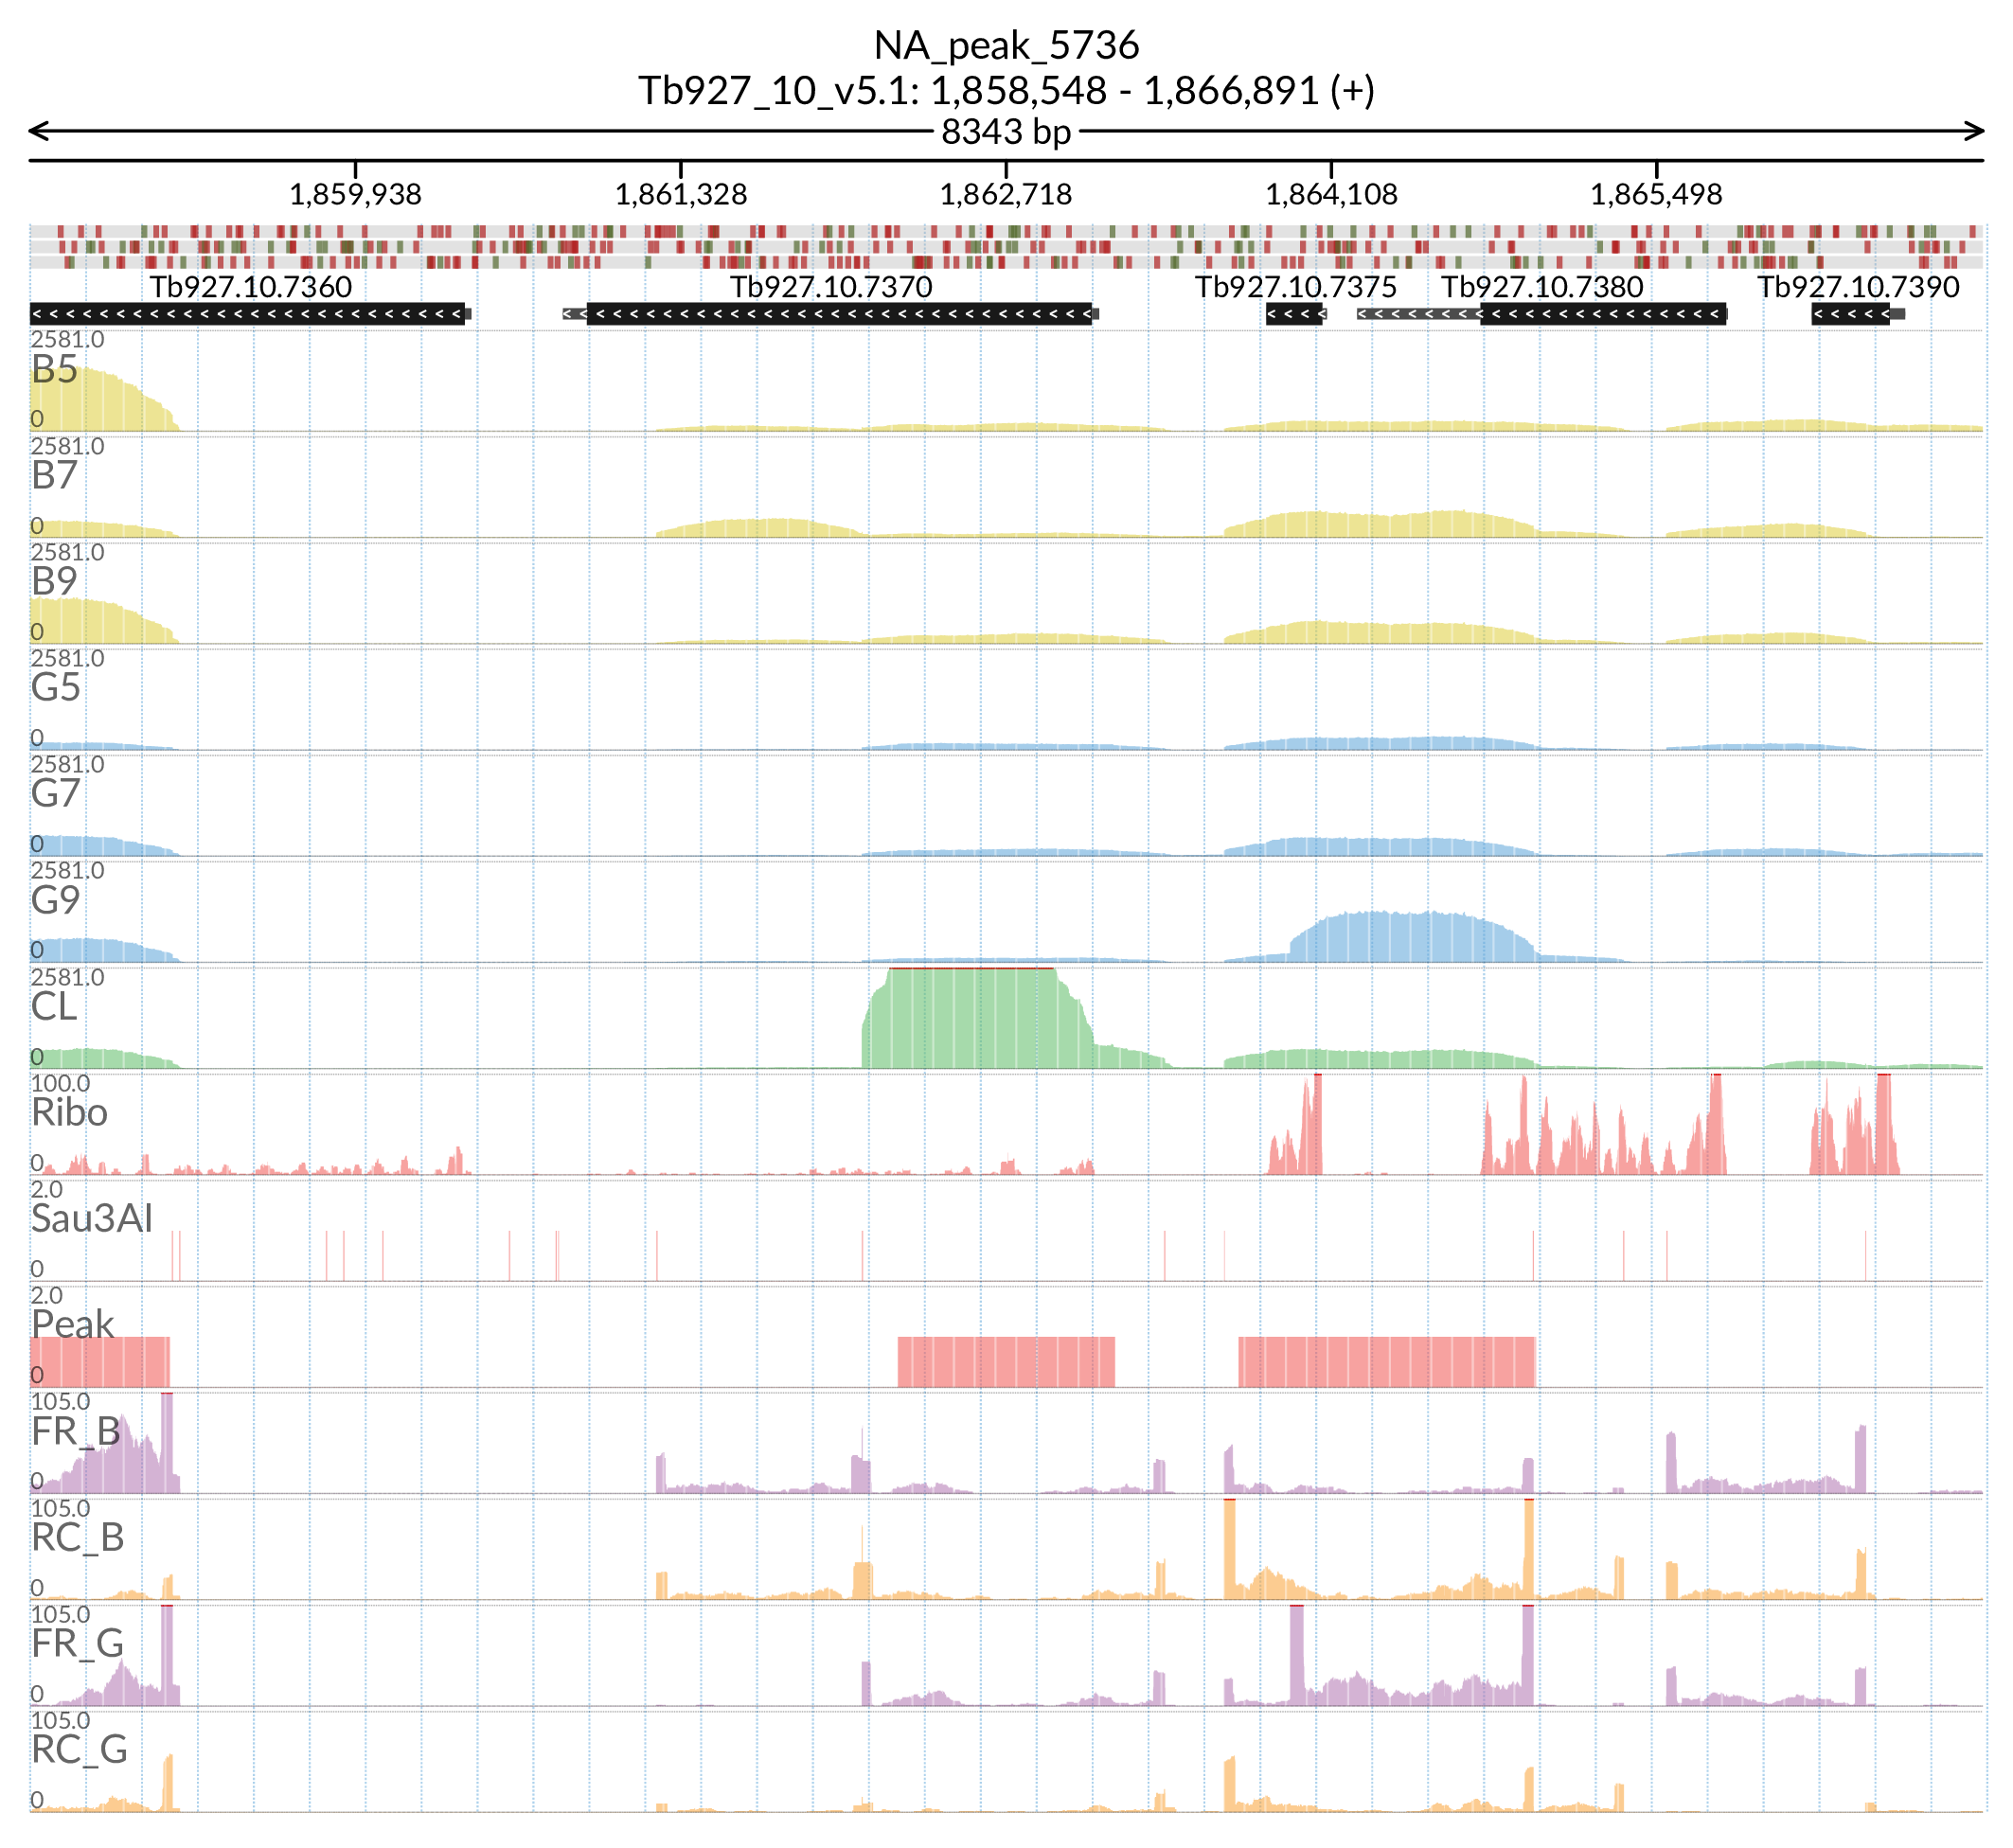 NA_peak_5736
Tb927_10_v5.1: 1,858,548 - 1,866,891 (+)
8343 bp
1,859,938 1,861,328 1,862,718 1,864,108 1,865,498
Tb927.10.7360 Tb927.10.7370 Tb927.10.7375 Tb927.10.7380 Tb927.10.7390
2581.0
B5
0
2581.0
B7
0
2581.0
B9
0
2581.0
G5
0
2581.0
G7
0
2581.0
G9
0
2581.0
CL
0
100.0
Ribo
0
2.0
Sau3AI
0
2.0
Peak
0
105.0
FR_B
0
105.0
RC_B
0
105.0
FR_G
0
105.0
RC_G
0